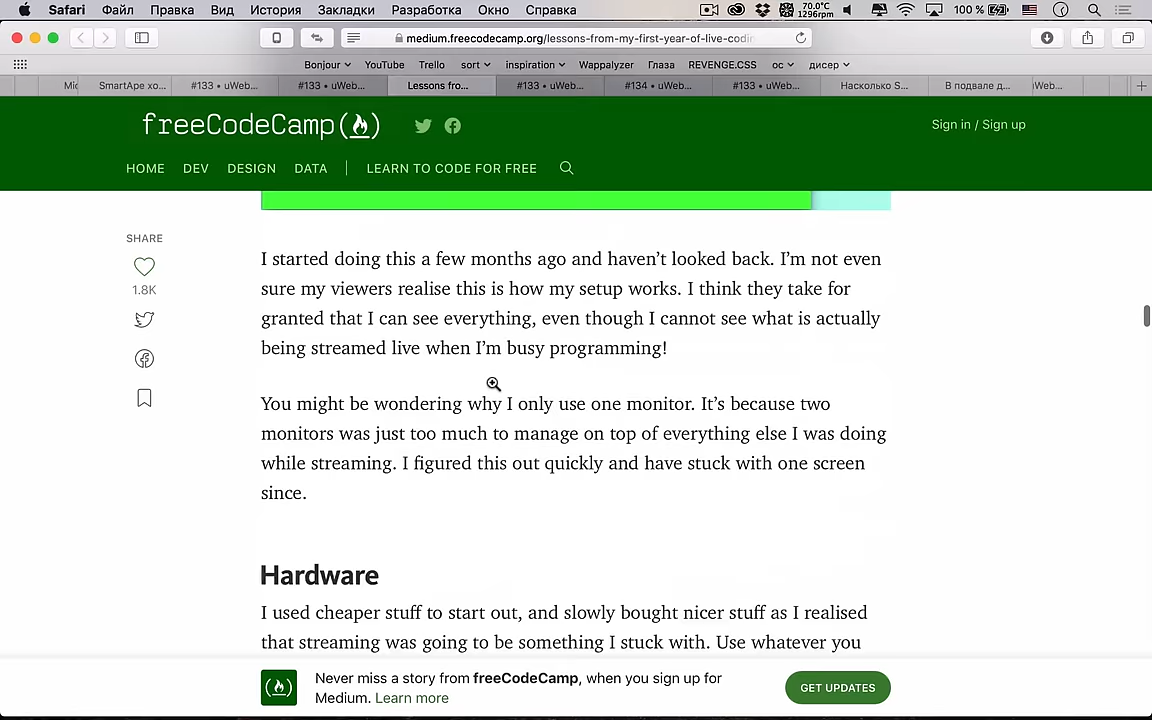 Safari Файл Правка Вид История Закладки Разработка Окно Справка 70.0°C 1296rpm 100 %
medium.freecodecamp.org/lessons-from-my-first-year-of-live-codin
Bonjour YouTube Trello sort inspiration Wappalyzer Глаза REVENGE.CSS ос дисер
Mic SmartApe хо... #133 • uWeb... #133 • uWeb... Lessons fro... #133 • uWeb... #134 • uWeb... #133 • uWeb... Насколько S... В подвале д... iWeb...
freeCodeCamp
Sign in / Sign up
HOME DEV DESIGN DATA LEARN TO CODE FOR FREE
SHARE
1.8K
I started doing this a few months ago and haven’t looked back. I’m not even
sure my viewers realise this is how my setup works. I think they take for
granted that I can see everything, even though I cannot see what is actually
being streamed live when I’m busy programming!
You might be wondering why I only use one monitor. It’s because two
monitors was just too much to manage on top of everything else I was doing
while streaming. I figured this out quickly and have stuck with one screen
since.
Hardware
I used cheaper stuff to start out, and slowly bought nicer stuff as I realised
that streaming was going to be something I stuck with. Use whatever you
Never miss a story from freeCodeCamp, when you sign up for
Medium. Learn more
GET UPDATES